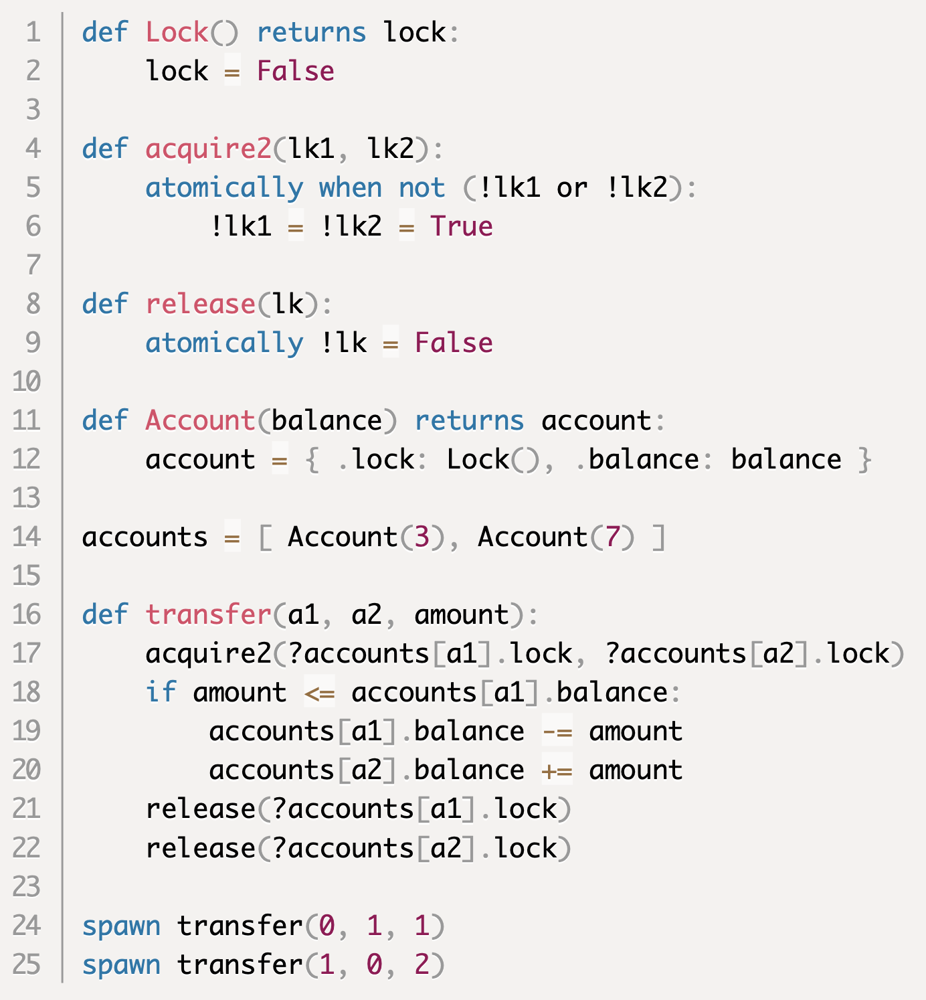 1 def Lock() returns lock:
2     lock = False
3
4 def acquire2(lk1, lk2):
5     atomically when not (!lk1 or !lk2):
6         !lk1 = !lk2 = True
7
8 def release(lk):
9     atomically !lk = False
10
11 def Account(balance) returns account:
12     account = { .lock: Lock(), .balance: balance }
13
14 accounts = [ Account(3), Account(7) ]
15
16 def transfer(a1, a2, amount):
17     acquire2(?accounts[a1].lock, ?accounts[a2].lock)
18     if amount <= accounts[a1].balance:
19         accounts[a1].balance -= amount
20         accounts[a2].balance += amount
21     release(?accounts[a1].lock)
22     release(?accounts[a2].lock)
23
24 spawn transfer(0, 1, 1)
25 spawn transfer(1, 0, 2)